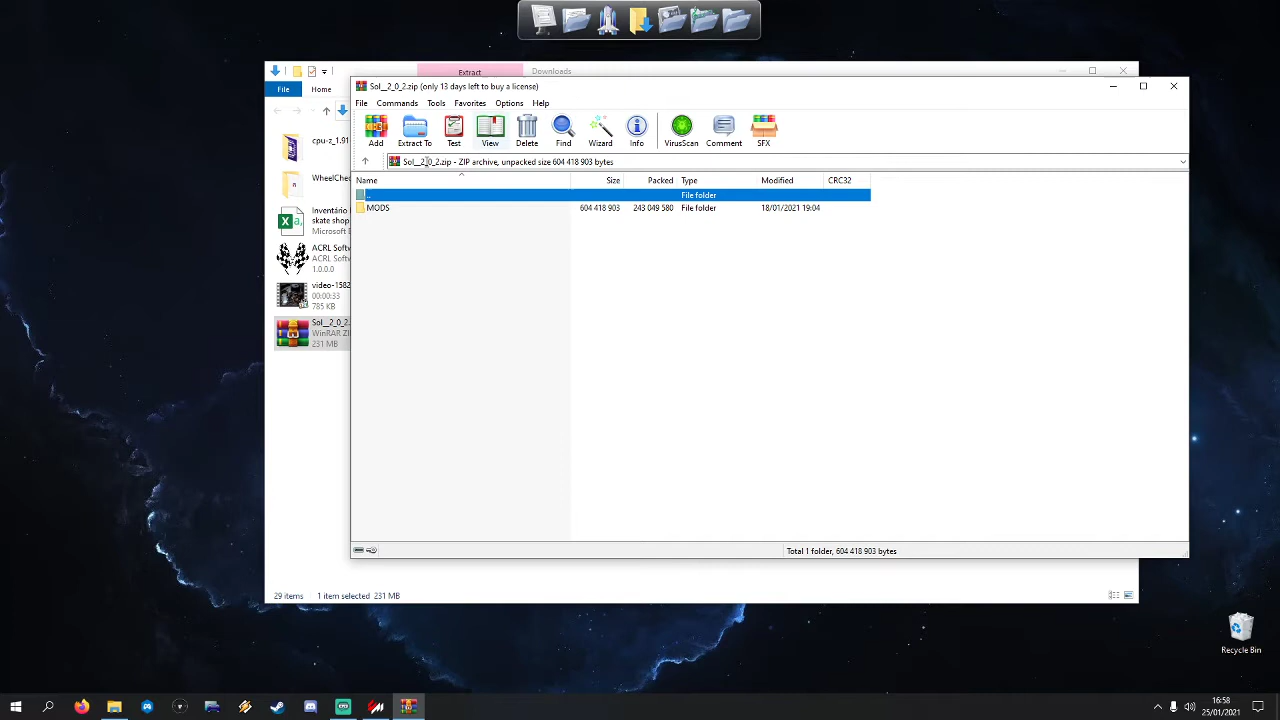 Extract
Downloads
File
Home
cpu-z_1.91
WheelChec
Inventário
skate shop
Microsoft E
ACRL Softw
ACRL Softw
1.0.0.0
video-1582
00:00:33
785 KB
Sol__2_0_2.
WinRAR ZI
231 MB
29 items
1 item selected 231 MB
Sol__2_0_2.zip (only 13 days left to buy a license)
File Commands Tools Favorites Options Help
Add Extract To Test View Delete Find Wizard Info VirusScan Comment SFX
Sol__2_0_2.zip - ZIP archive, unpacked size 604 418 903 bytes
Name Size Packed Type Modified CRC32
.. File folder
MODS 604 418 903 243 049 580 File folder 18/01/2021 19:04
Total 1 folder, 604 418 903 bytes
Recycle Bin
16:58
25/01/2021